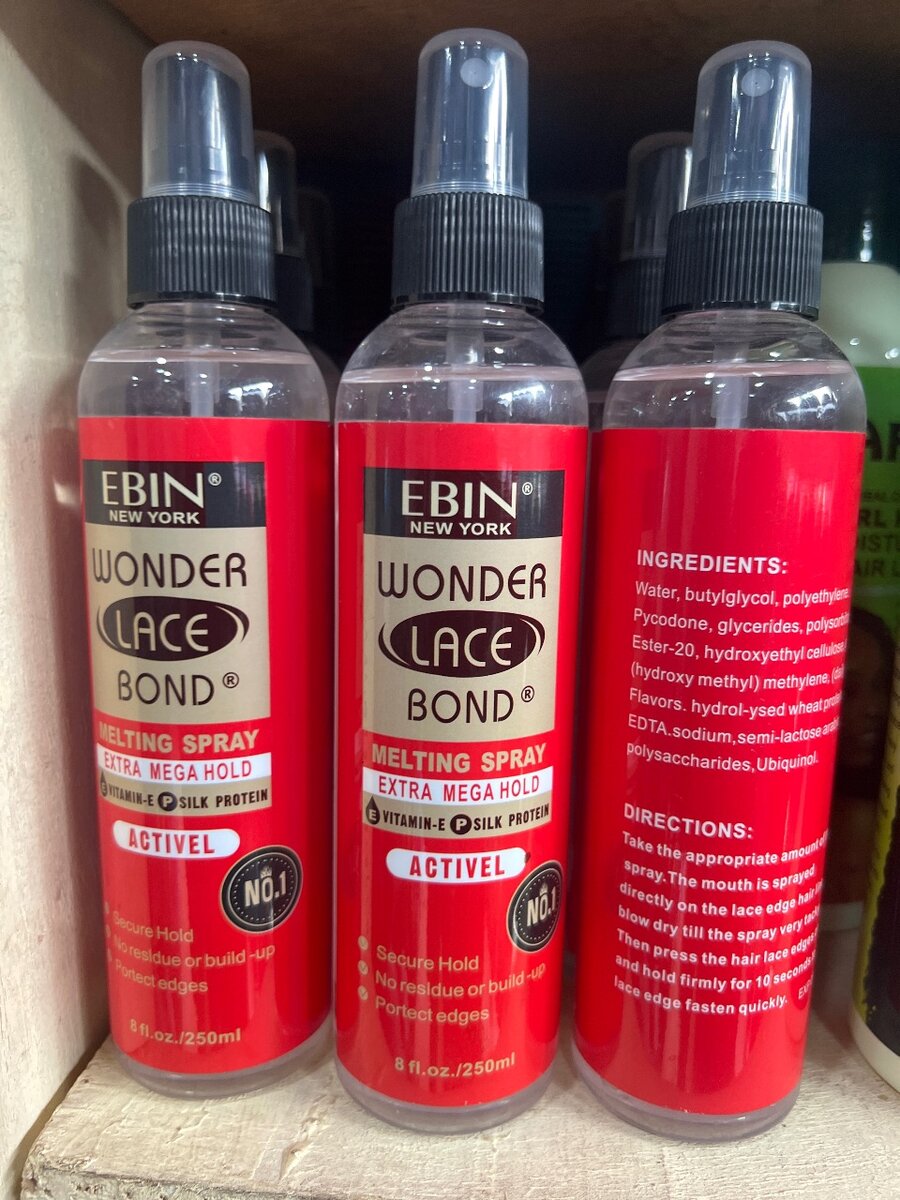 EBIN®
NEW YORK
WONDER
LACE
BOND®
MELTING SPRAY
EXTRA MEGA HOLD
E VITAMIN-E P SILK PROTEIN
ACTIVEL
NO.1
Secure Hold
No residue or build-up
Portect edges
8 fl.oz./250ml
EBIN®
NEW YORK
WONDER
LACE
BOND®
MELTING SPRAY
EXTRA MEGA HOLD
E VITAMIN-E P SILK PROTEIN
ACTIVEL
NO.1
Secure Hold
No residue or build-up
Portect edges
8 fl.oz./250ml
INGREDIENTS:
Water, butylglycol, polyethylene
Pycodone, glycerides,
Ester-20, hydroxyethyl cellulose
(hydroxy methyl) methylene,
Flavors. hydrol-ysed wheat
EDTA.sodium,semi-lactose
polysaccharides,Ubiquinol.
DIRECTIONS:
Take the appropriate amount
spray.The mouth is sprayed
directly on the lace edge hair
blow dry till the spray very
Then press the hair lace edges
and hold firmly for 10 seconds
lace edge fasten quickly.